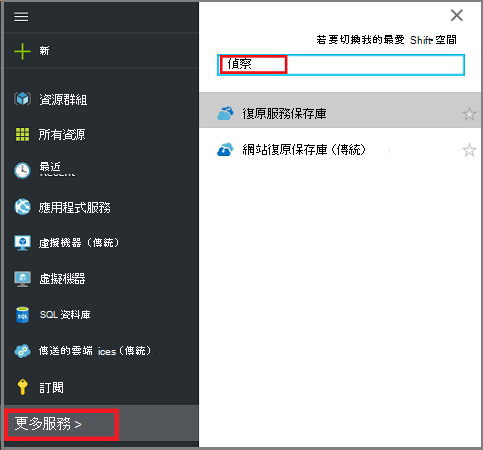 新
資源群組
所有資源
最近
應用程式服務
虛擬機器 (傳統)
虛擬機器
SQL 資料庫
傳送的雲端 ices (傳統)
訂閱
更多服務 >
若要切換我的最愛 Shift 空間
偵察
復原服務保存庫
網站復原保存庫 (傳統)